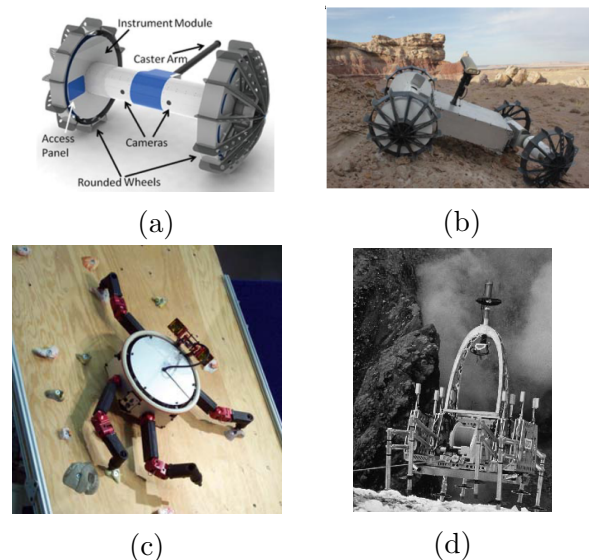 Instrument Module
Caster Arm
Access
Panel
Cameras
Rounded Wheels
(a)
(b)
(c)
(d)